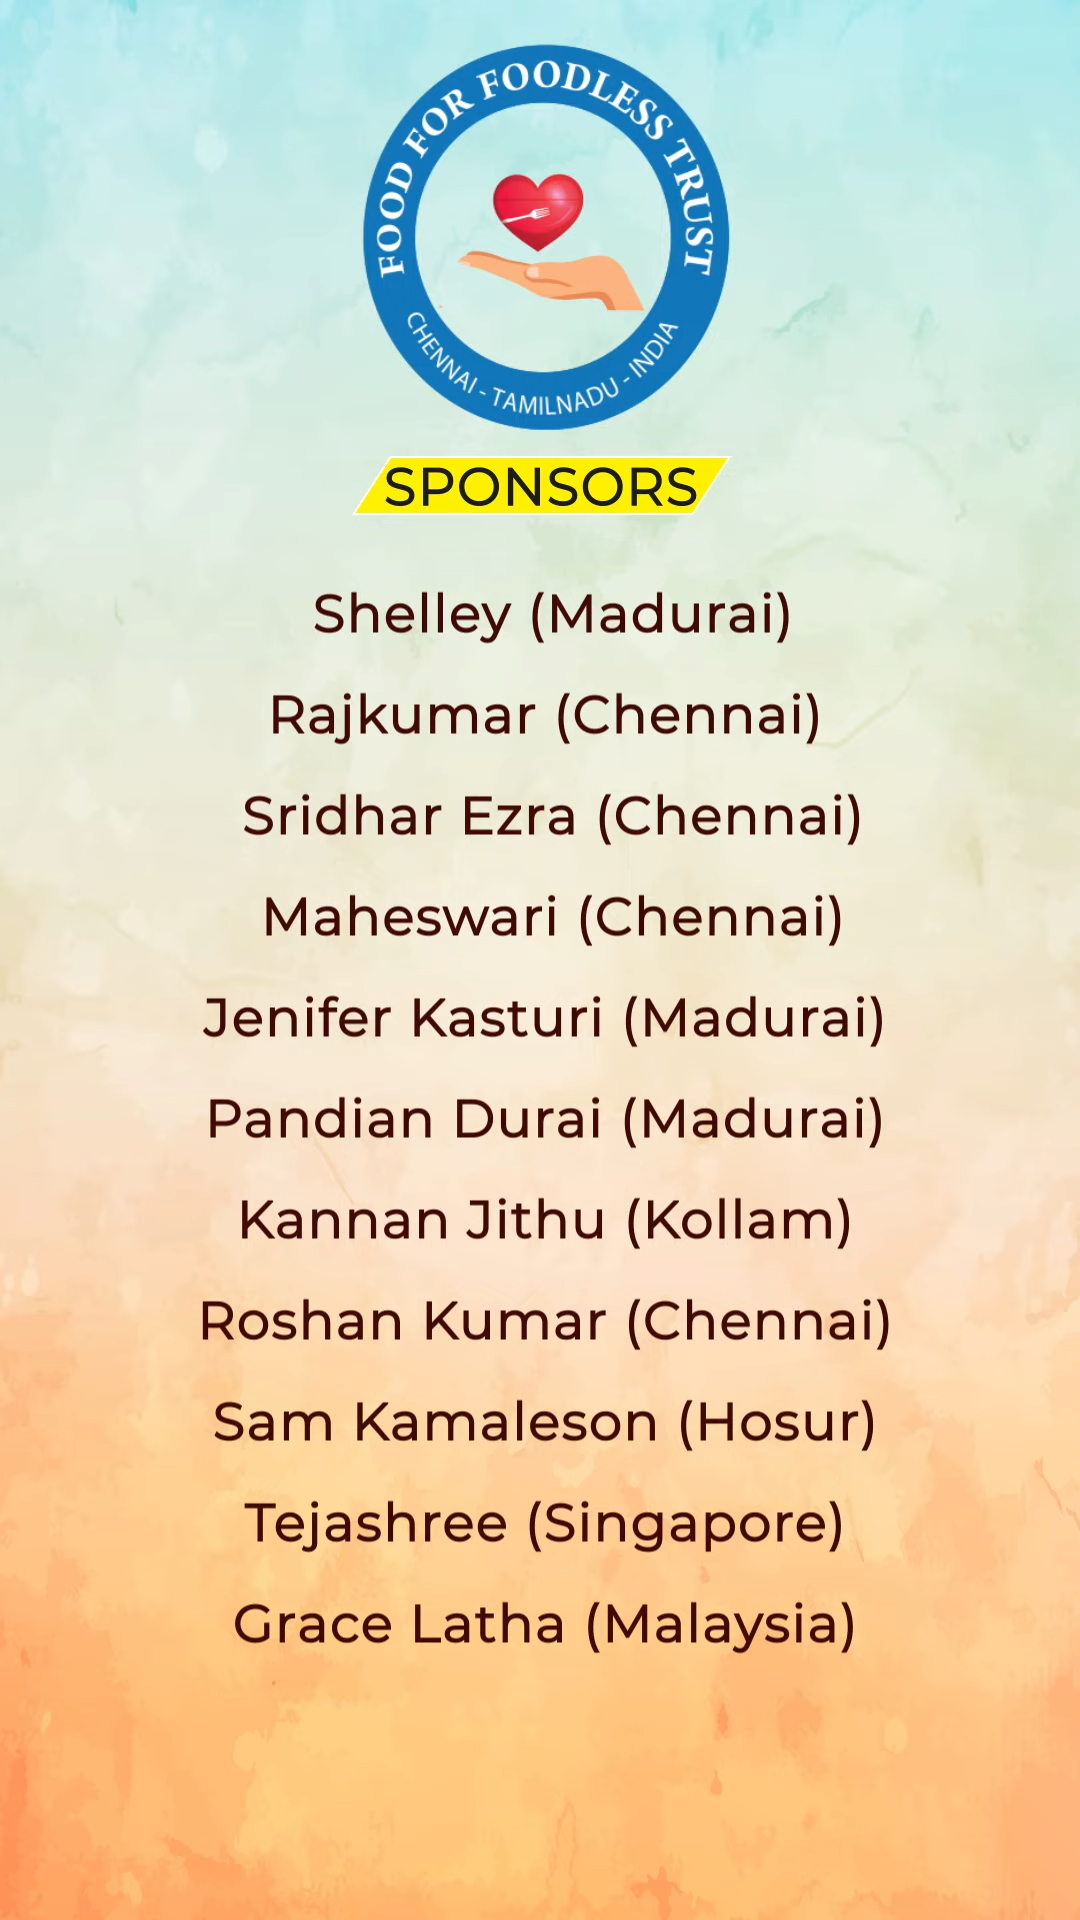 FOOD FOR FOODLESS TRUST
CHENNAI - TAMILNADU - INDIA
SPONSORS
Shelley (Madurai)
Rajkumar (Chennai)
Sridhar Ezra (Chennai)
Maheswari (Chennai)
Jenifer Kasturi (Madurai)
Pandian Durai (Madurai)
Kannan Jithu (Kollam)
Roshan Kumar (Chennai)
Sam Kamaleson (Hosur)
Tejashree (Singapore)
Grace Latha (Malaysia)